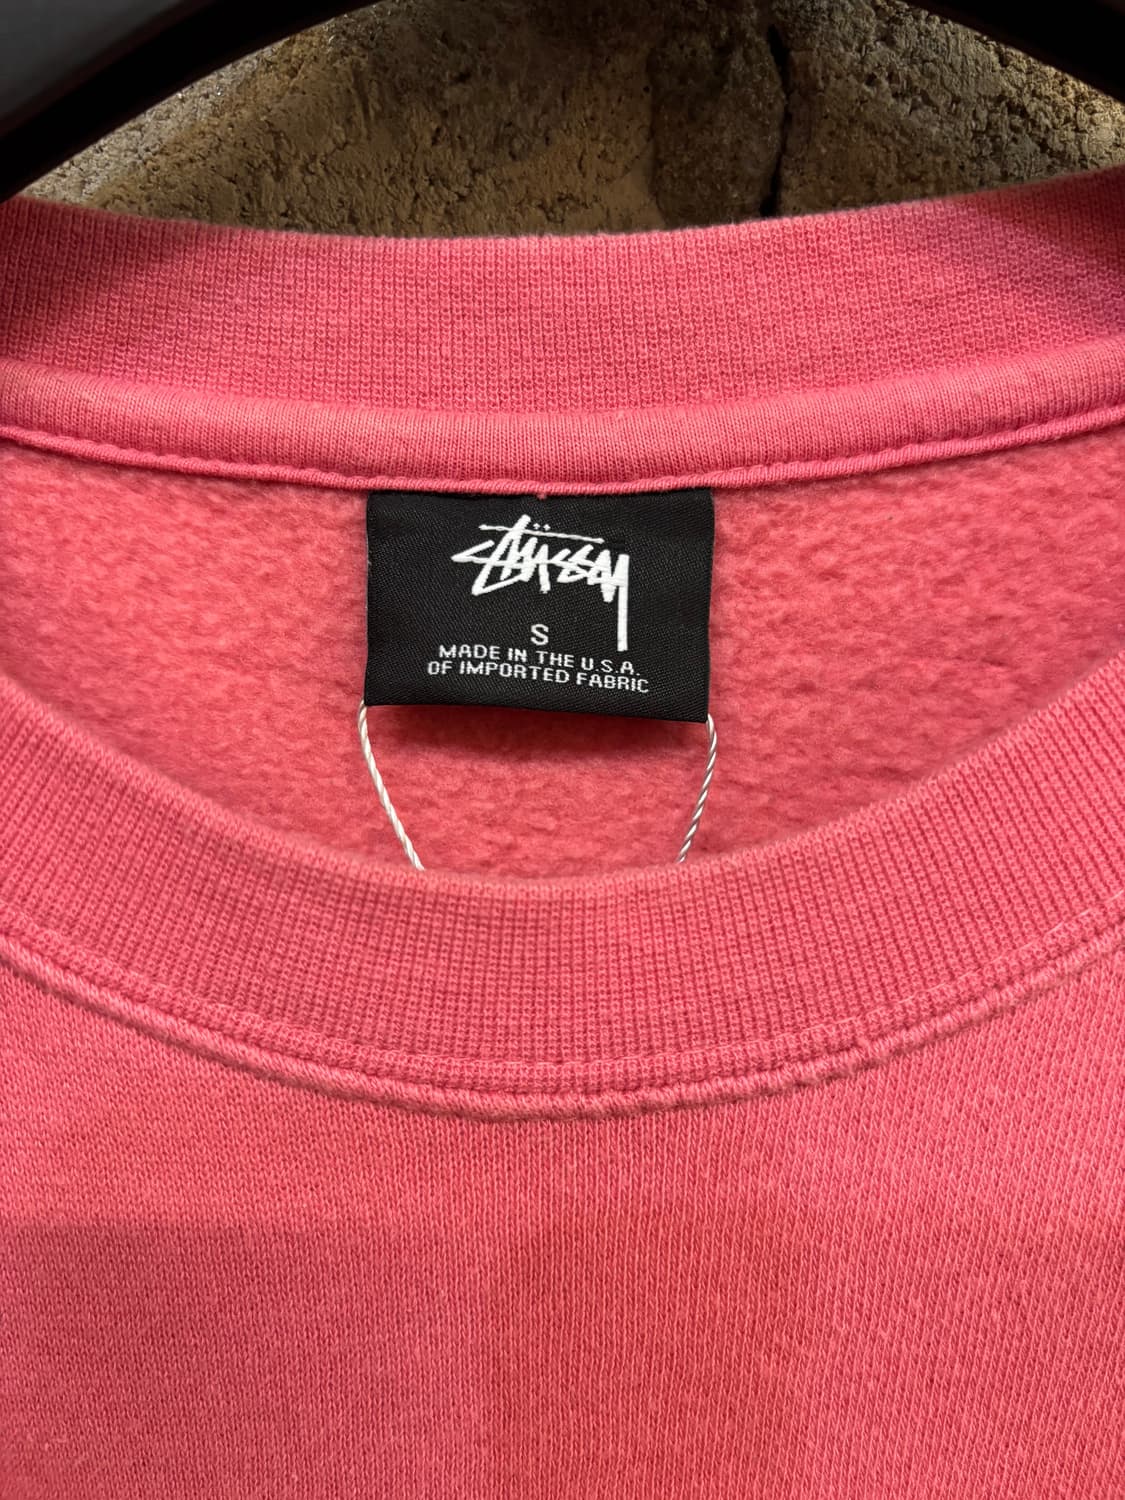 Stüssy
S
MADE IN THE U.S.A.
OF IMPORTED FABRIC